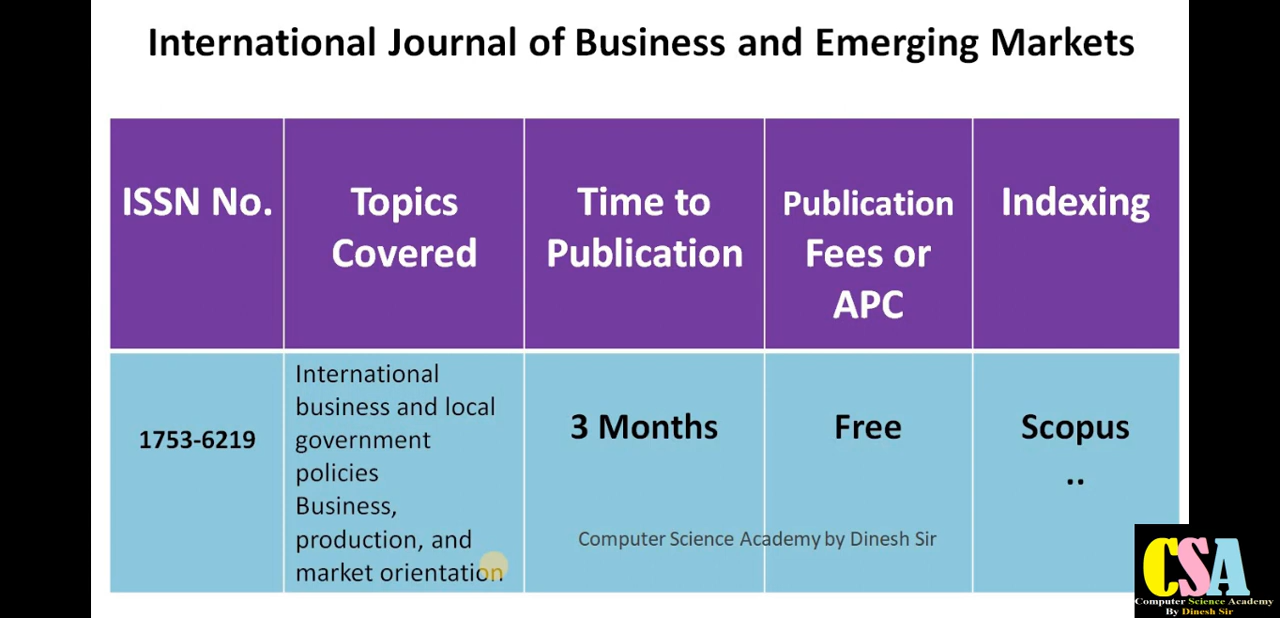 International Journal of Business and Emerging Markets
ISSN No.
Topics
Covered
Time to
Publication
Publication
Fees or
APC
Indexing
1753-6219
International
business and local
government
policies
Business,
production, and
market orientation
3 Months
Free
Scopus
..
Computer Science Academy by Dinesh Sir
CSA
Computer Science Academy
By Dinesh Sir